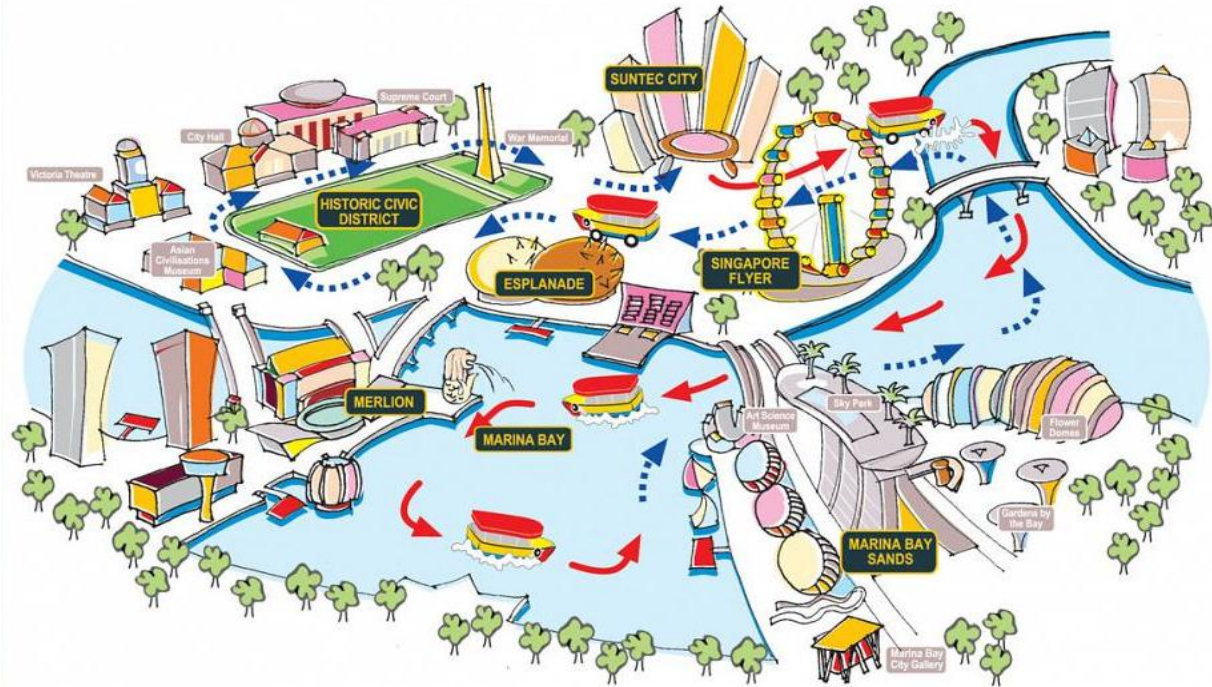 SUNTEC CITY
Supreme Court
City Hall
War Memorial
Victoria Theatre
HISTORIC CIVIC
DISTRICT
Asian
Civilisations
Museum
ESPLANADE
SINGAPORE
FLYER
MERLION
MARINA BAY
Art Science
Museum
Sky Park
Flower
Domes
Gardens by
the Bay
MARINA BAY
SANDS
Marina Bay
City Gallery